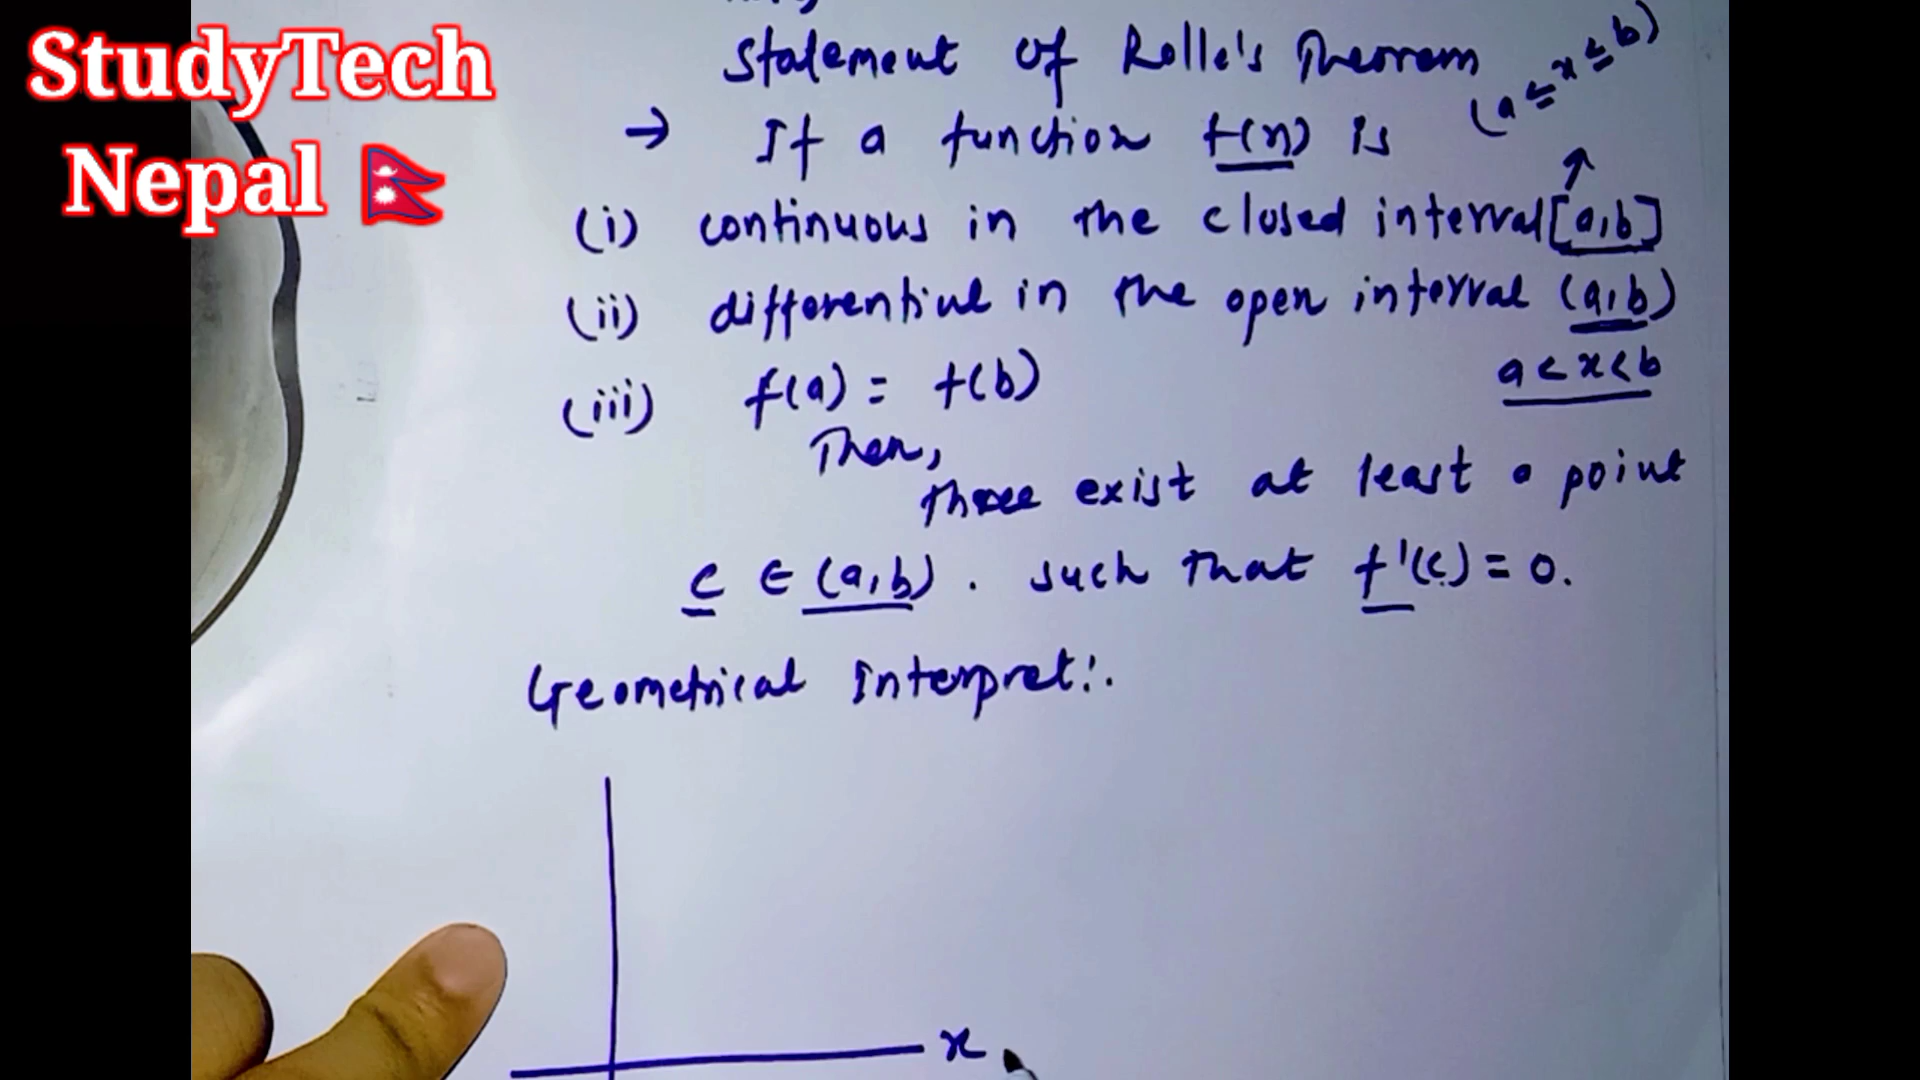 StudyTech
Nepal
Statement of Rolle's Theorem
(a ≤ x ≤ b)
→ If a function f(x) is
(i) continuous in the closed interval [a,b]
(ii) differential in the open interval (a,b)
a<x<b
(iii) f(a) = f(b)
Then,
there exist at least a point
c ∈ (a,b). such that f'(c) = 0.
Geometrical Interpret:.
x